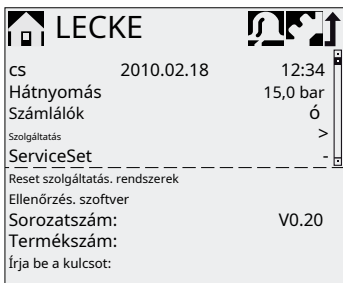 LECKE
cs 2010.02.18 12:34
Hátnyomás 15,0 bar
Számlálók ó
Szolgáltatás >
ServiceSet -
Reset szolgáltatás. rendszerek
Ellenőrzés. szoftver
Sorozatszám: V0.20
Termékszám:
Írja be a kulcsot: